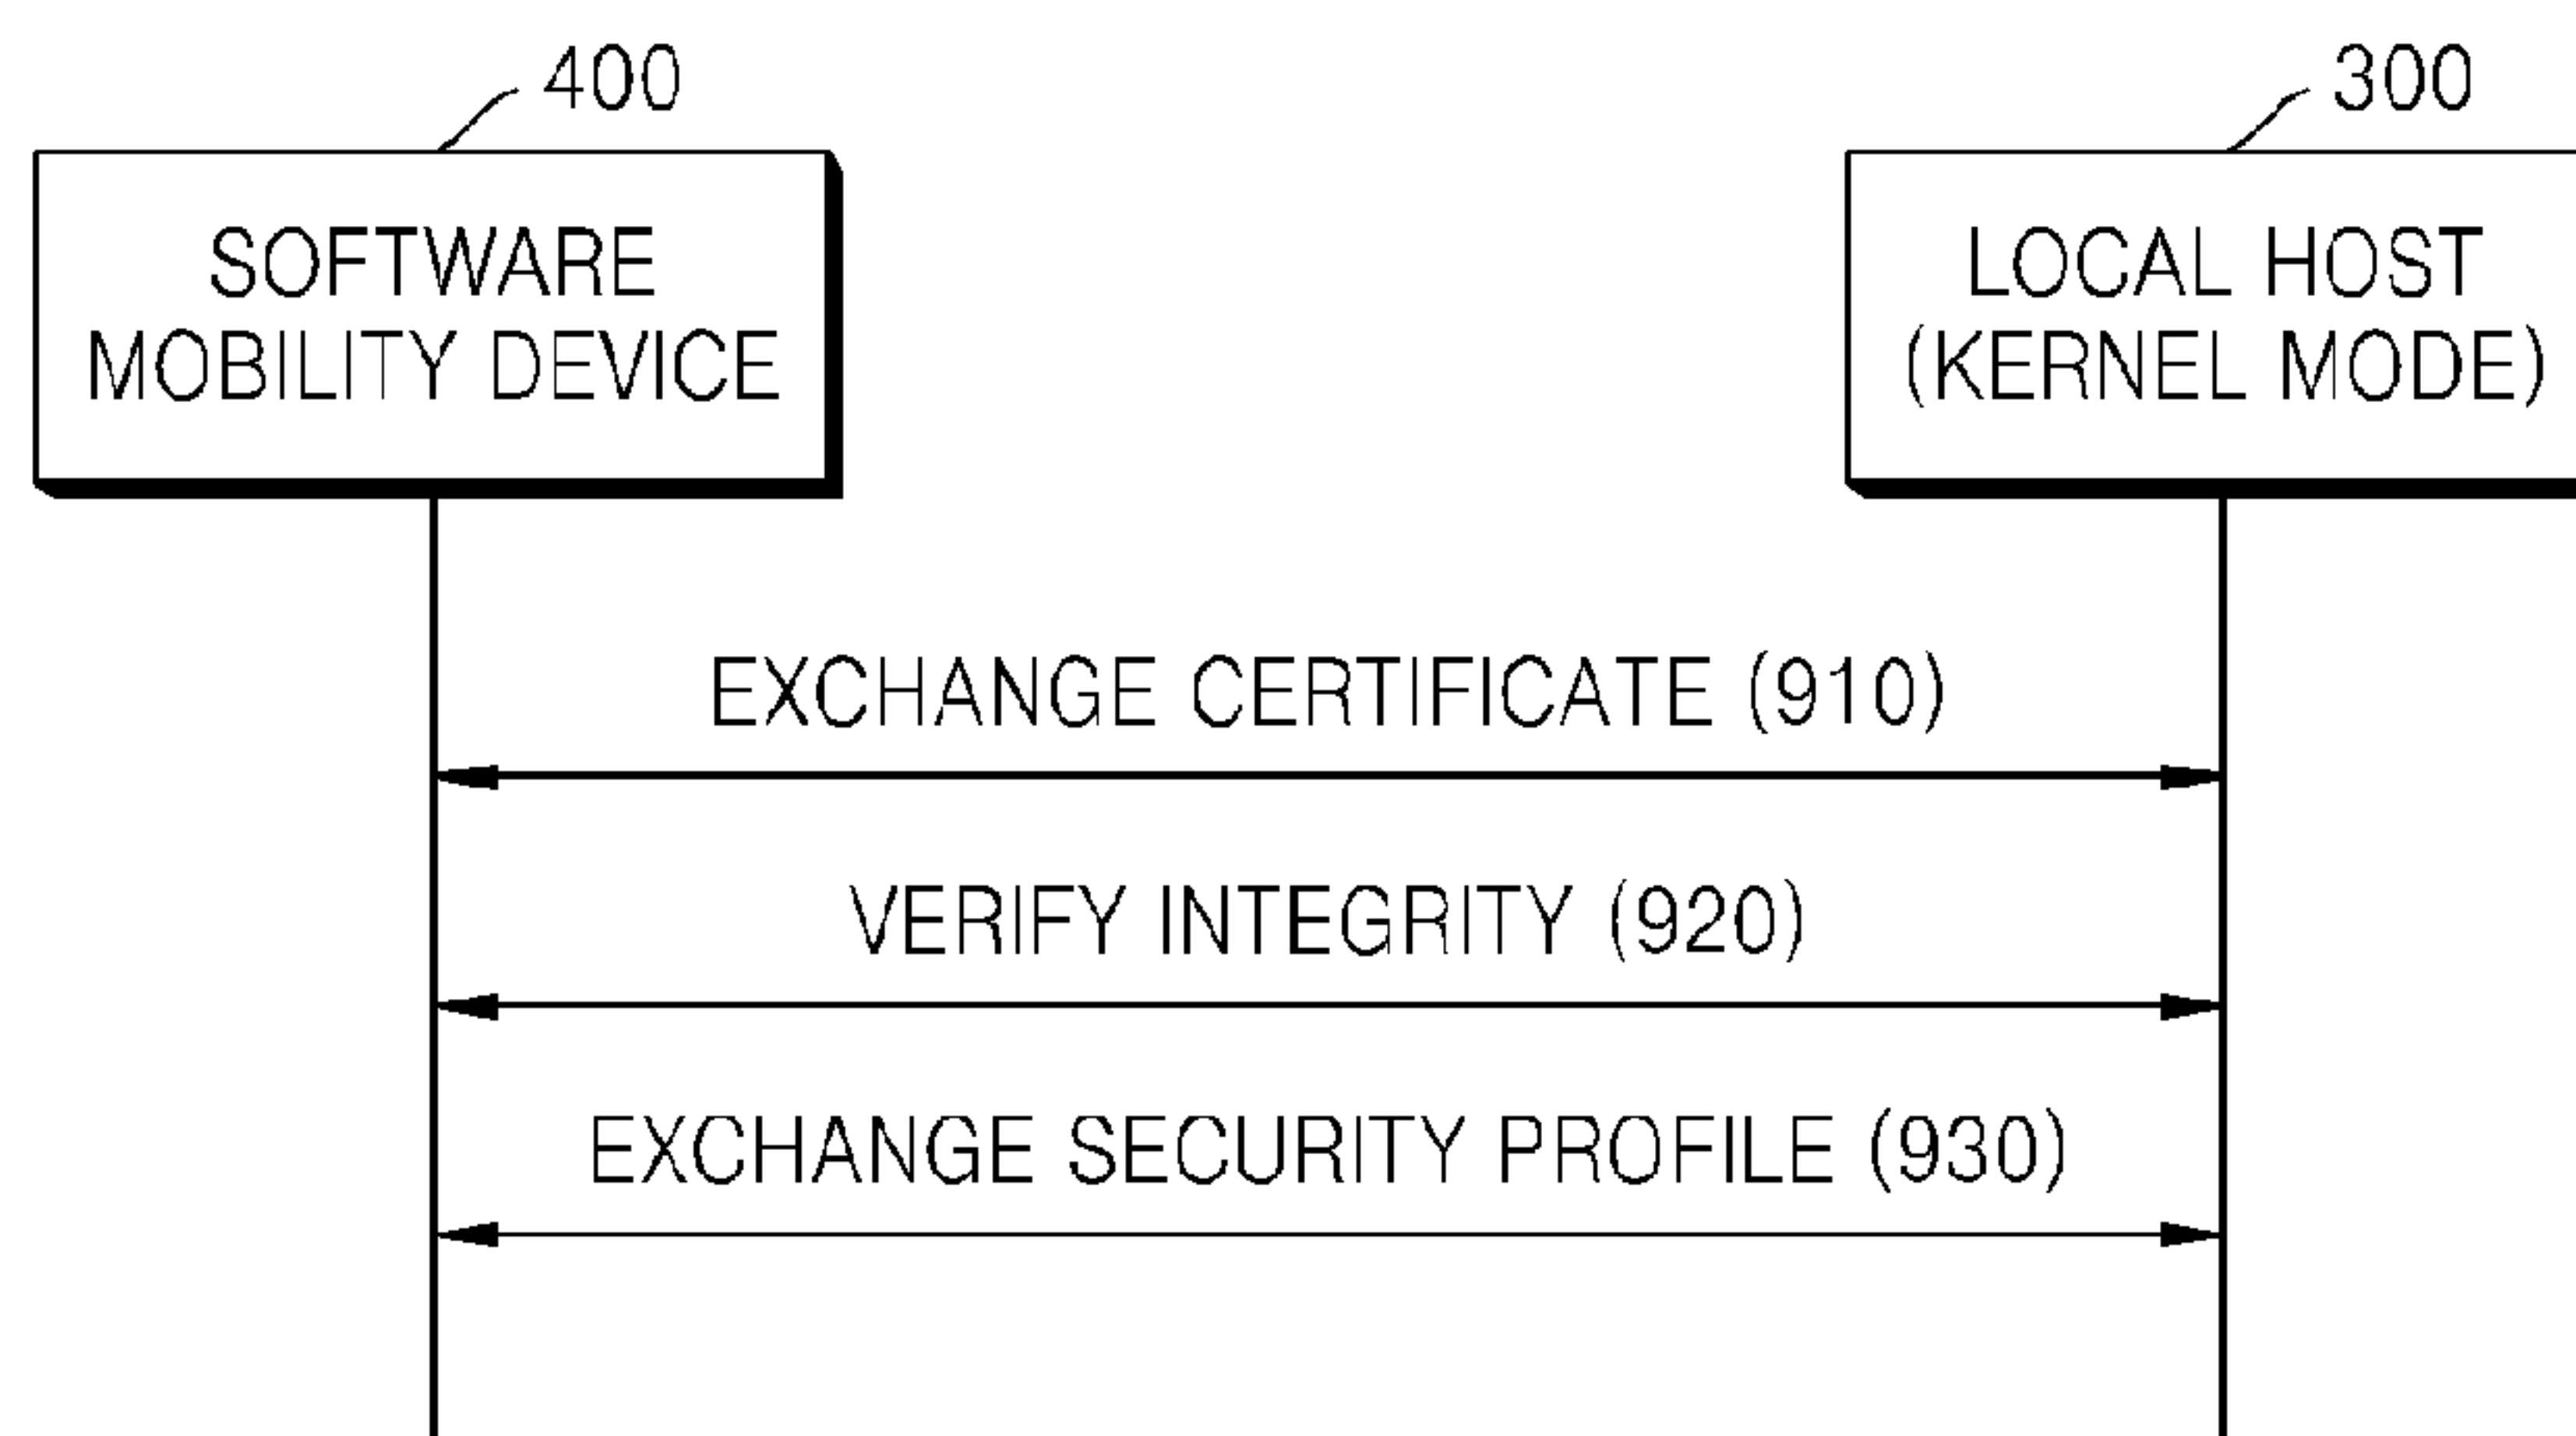 400
300
SOFTWARE
MOBILITY DEVICE
LOCAL HOST
(KERNEL MODE)
EXCHANGE CERTIFICATE (910)
VERIFY INTEGRITY (920)
EXCHANGE SECURITY PROFILE (930)